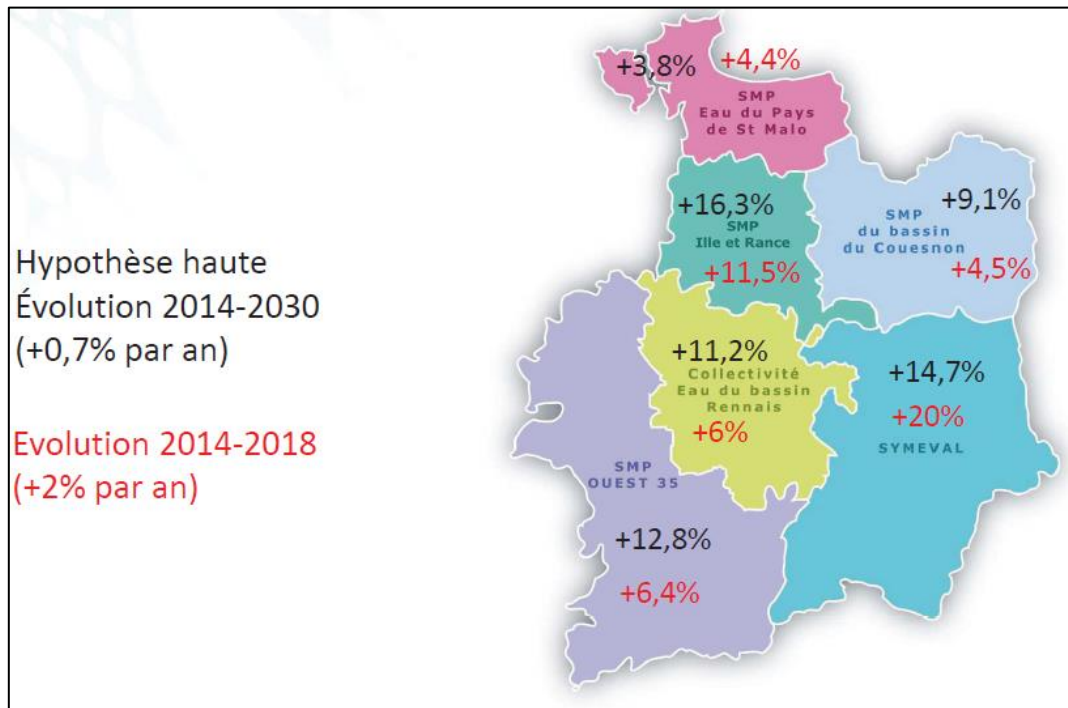 Hypothèse haute
Évolution 2014-2030
(+0,7% par an)
Evolution 2014-2018
(+2% par an)
+3,8%
+4,4%
SMP
Eau du Pays
de St Malo
+16,3%
SMP
Ille et Rance
+11,5%
+9,1%
SMP
du bassin
du Couesnon
+4,5%
+11,2%
Collectivité
Eau du bassin
Rennais
+6%
+14,7%
+20%
SYMEVAL
SMP
OUEST 35
+12,8%
+6,4%